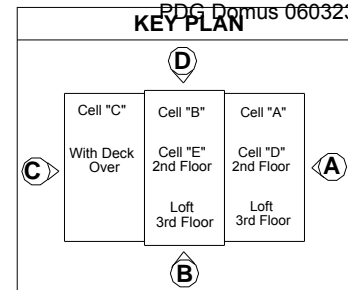 PDG Domus 060323
KEY PLAN
D
Cell "C"
With Deck
Over
Cell "B"
Cell "E"
2nd Floor
Loft
3rd Floor
Cell "A"
Cell "D"
2nd Floor
Loft
3rd Floor
C
A
B